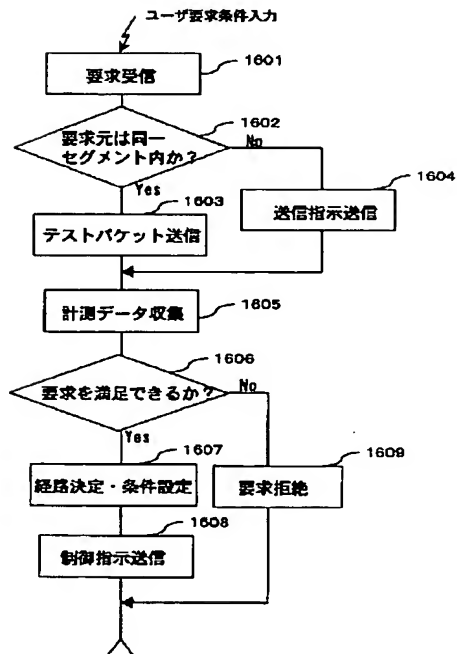 ユーザ要求条件入力
要求受信
1601
要求元は同一
セグメント内か?
1602
No
Yes
1603
テストパケット送信
1604
送信指示送信
計測データ収集
1605
要求を満足できるか?
1606
No
Yes
1607
経路決定・条件設定
1609
要求拒絶
1608
制御指示送信